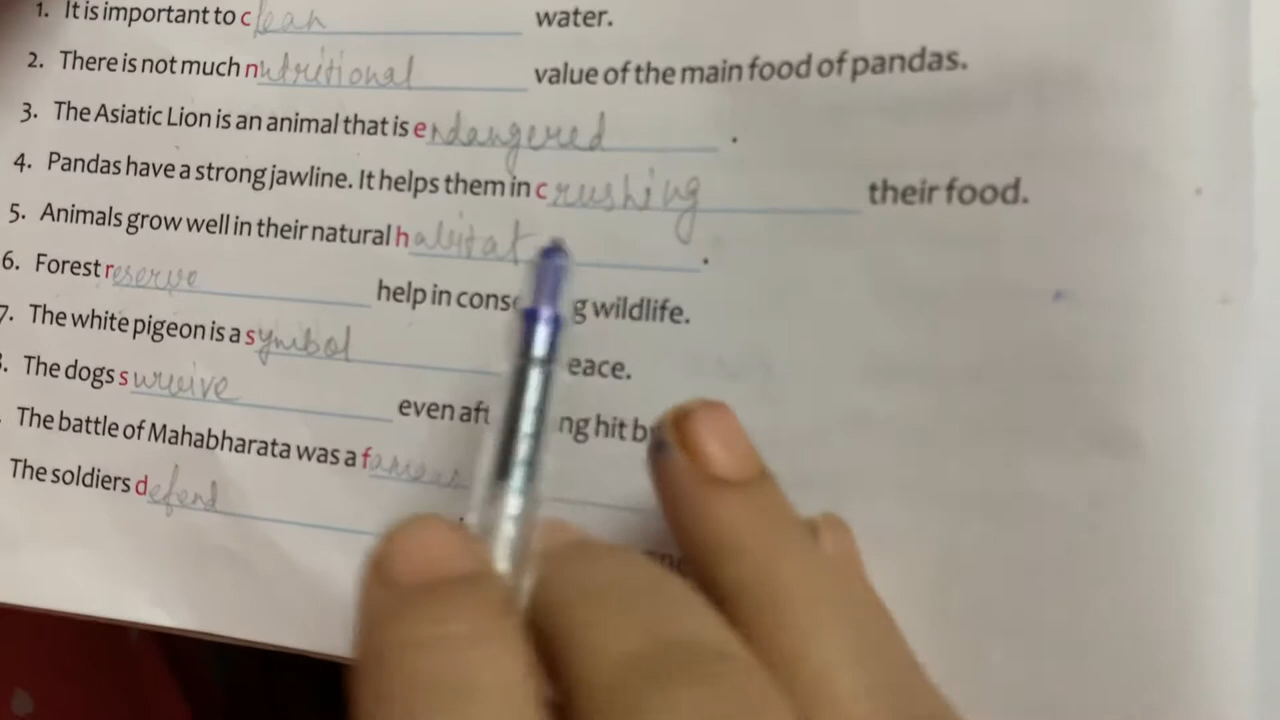 1. It is important to clean water.
2. There is not much nutritional value of the main food of pandas.
3. The Asiatic Lion is an animal that is endangered .
4. Pandas have a strong jawline. It helps them in crushing their food.
5. Animals grow well in their natural habitat .
6. Forest reserve help in cons g wildlife.
7. The white pigeon is a symbol eace.
. The dogs survive even aft ng hit b
The battle of Mahabharata was a famous
The soldiers defend